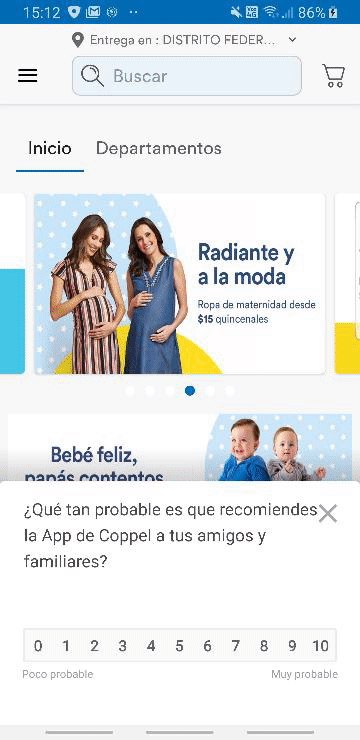 15:12 86%
Entrega en : DISTRITO FEDER...
Buscar
Inicio Departamentos
Radiante y
a la moda
Ropa de maternidad desde
$15 quincenales
Bebé feliz,
papás contentos
¿Qué tan probable es que recomiendes
la App de Coppel a tus amigos y
familiares?
0 1 2 3 4 5 6 7 8 9 10
Poco probable Muy probable